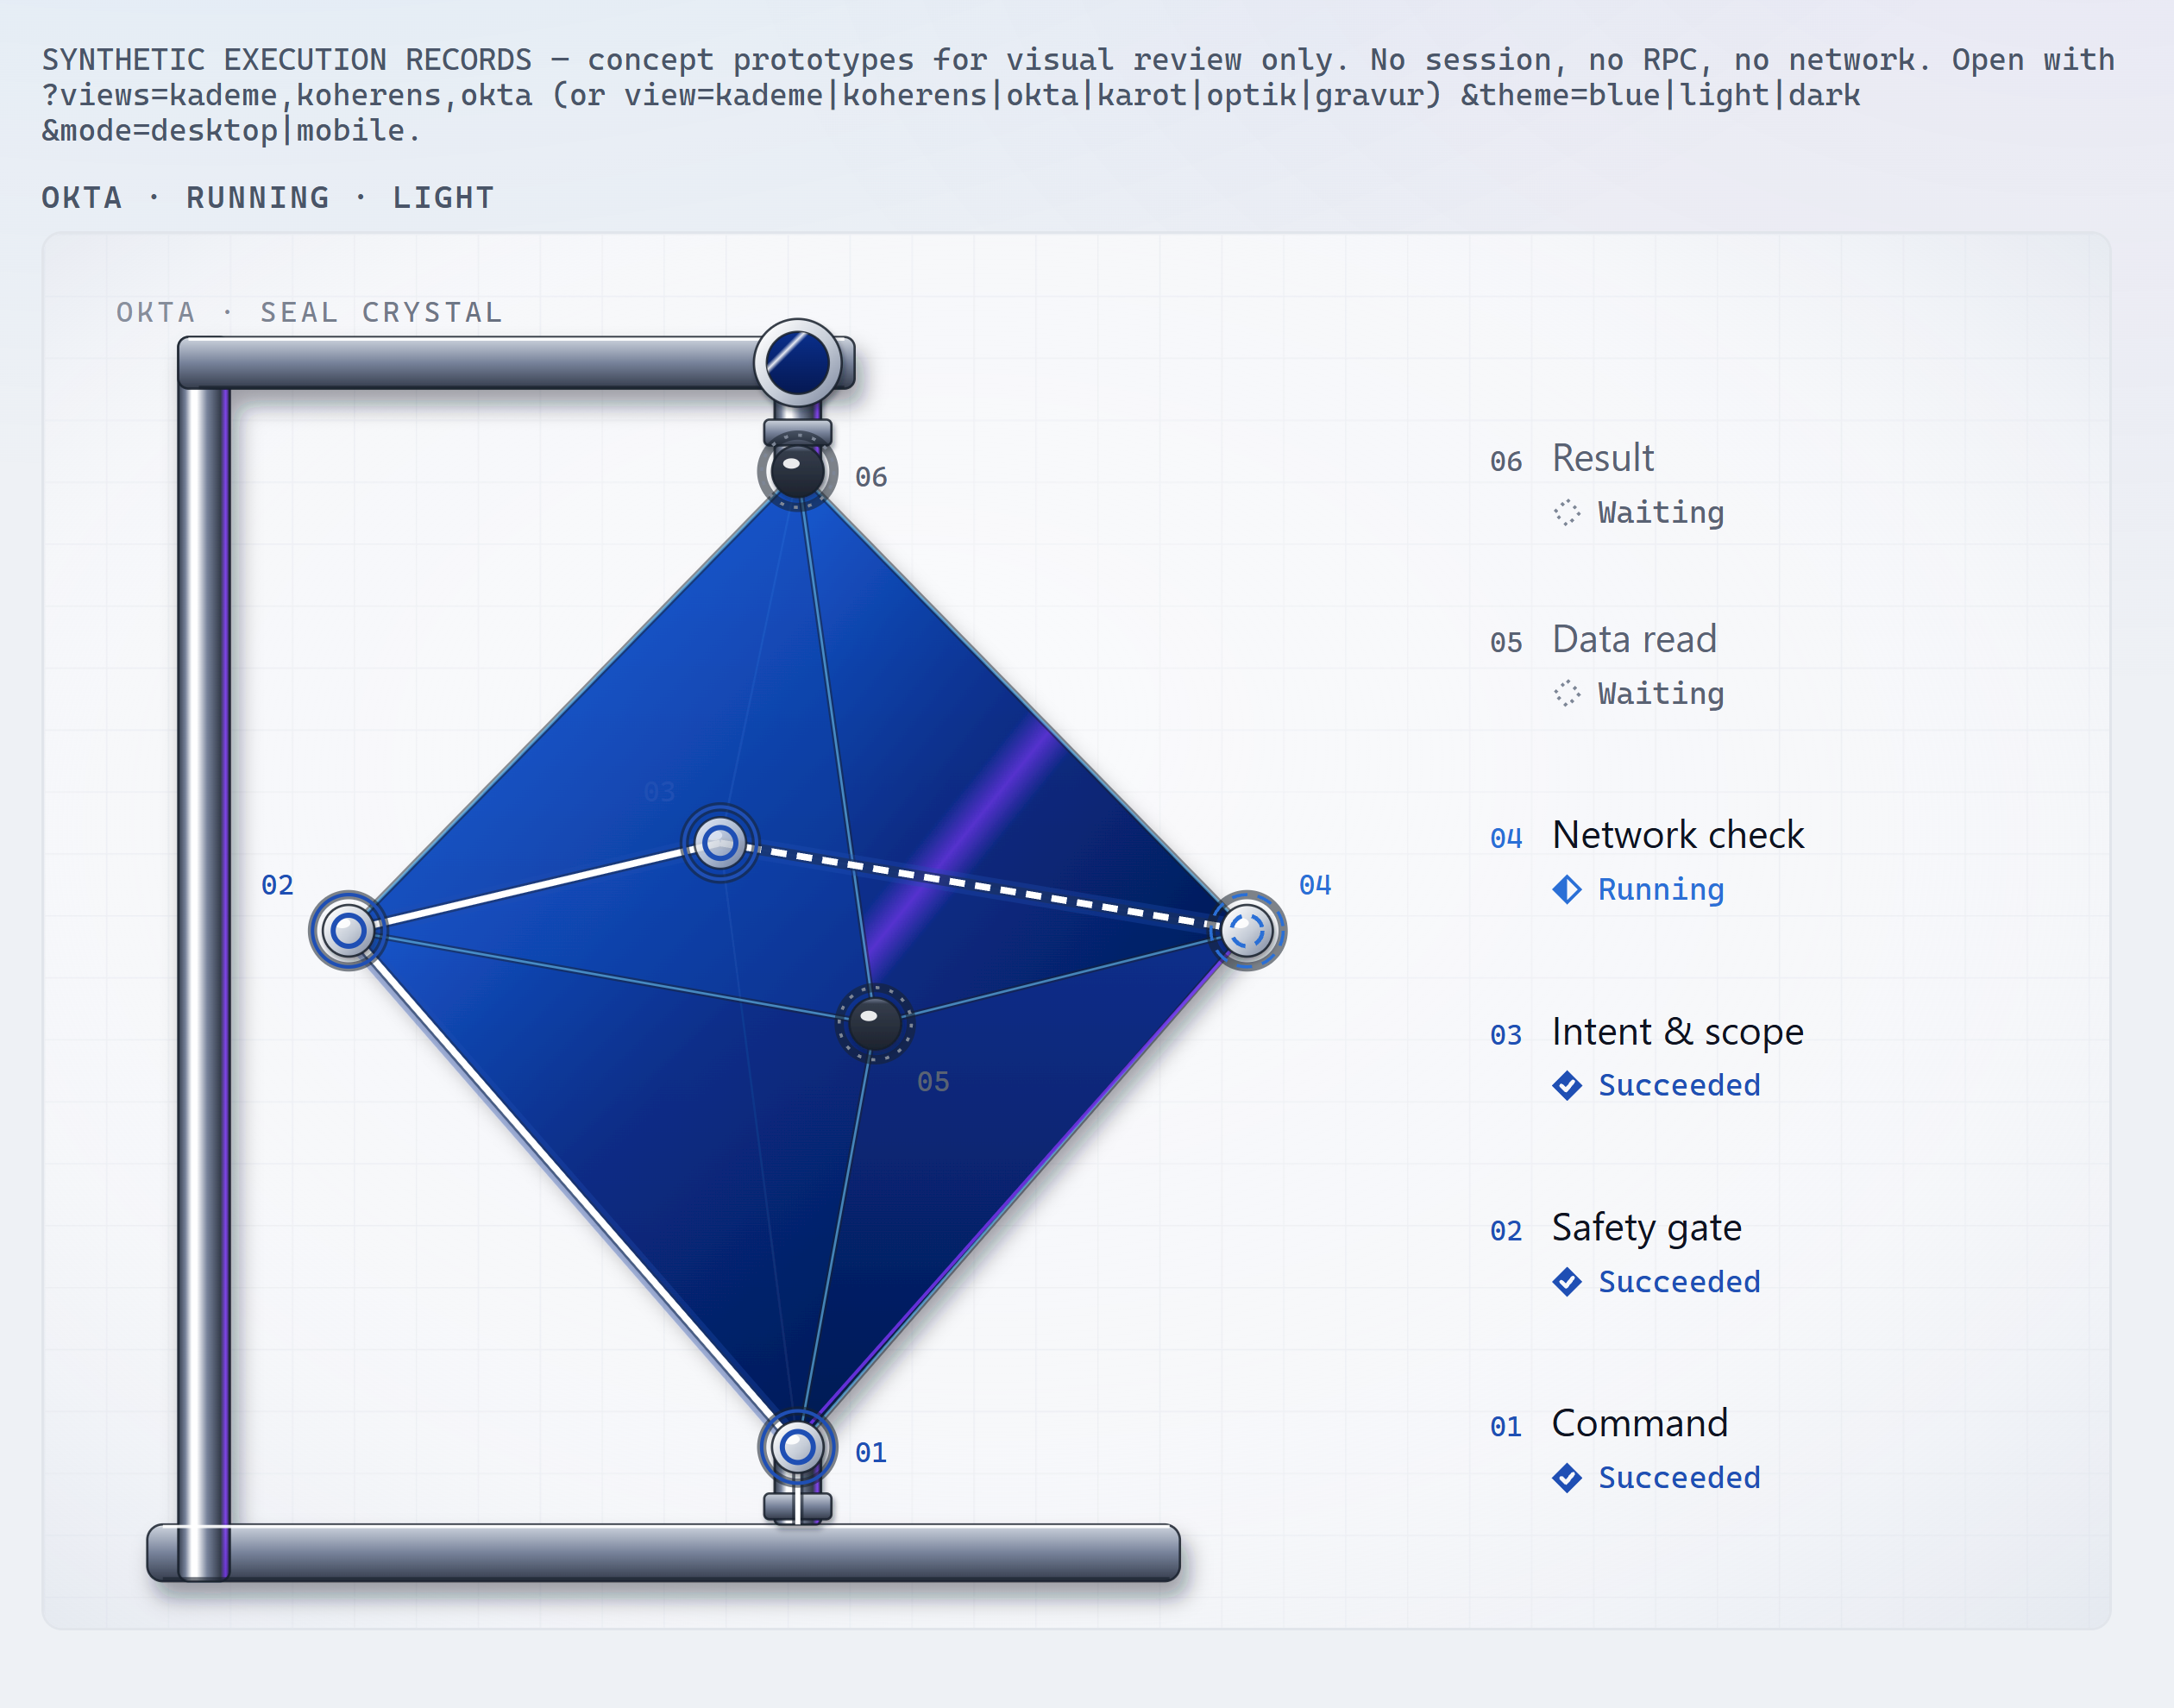 SYNTHETIC EXECUTION RECORDS — concept prototypes for visual review only. No session, no RPC, no network. Open with
?views=kademe,koherens,okta (or view=kademe|koherens|okta|karot|optik|gravur) &theme=blue|light|dark
&mode=desktop|mobile.
OKTA · RUNNING · LIGHT
OKTA · SEAL CRYSTAL
06
06 Result
Waiting
05 Data read
Waiting
03
04 Network check
02
04
Running
03 Intent & scope
05
Succeeded
02 Safety gate
Succeeded
01 Command
01
Succeeded